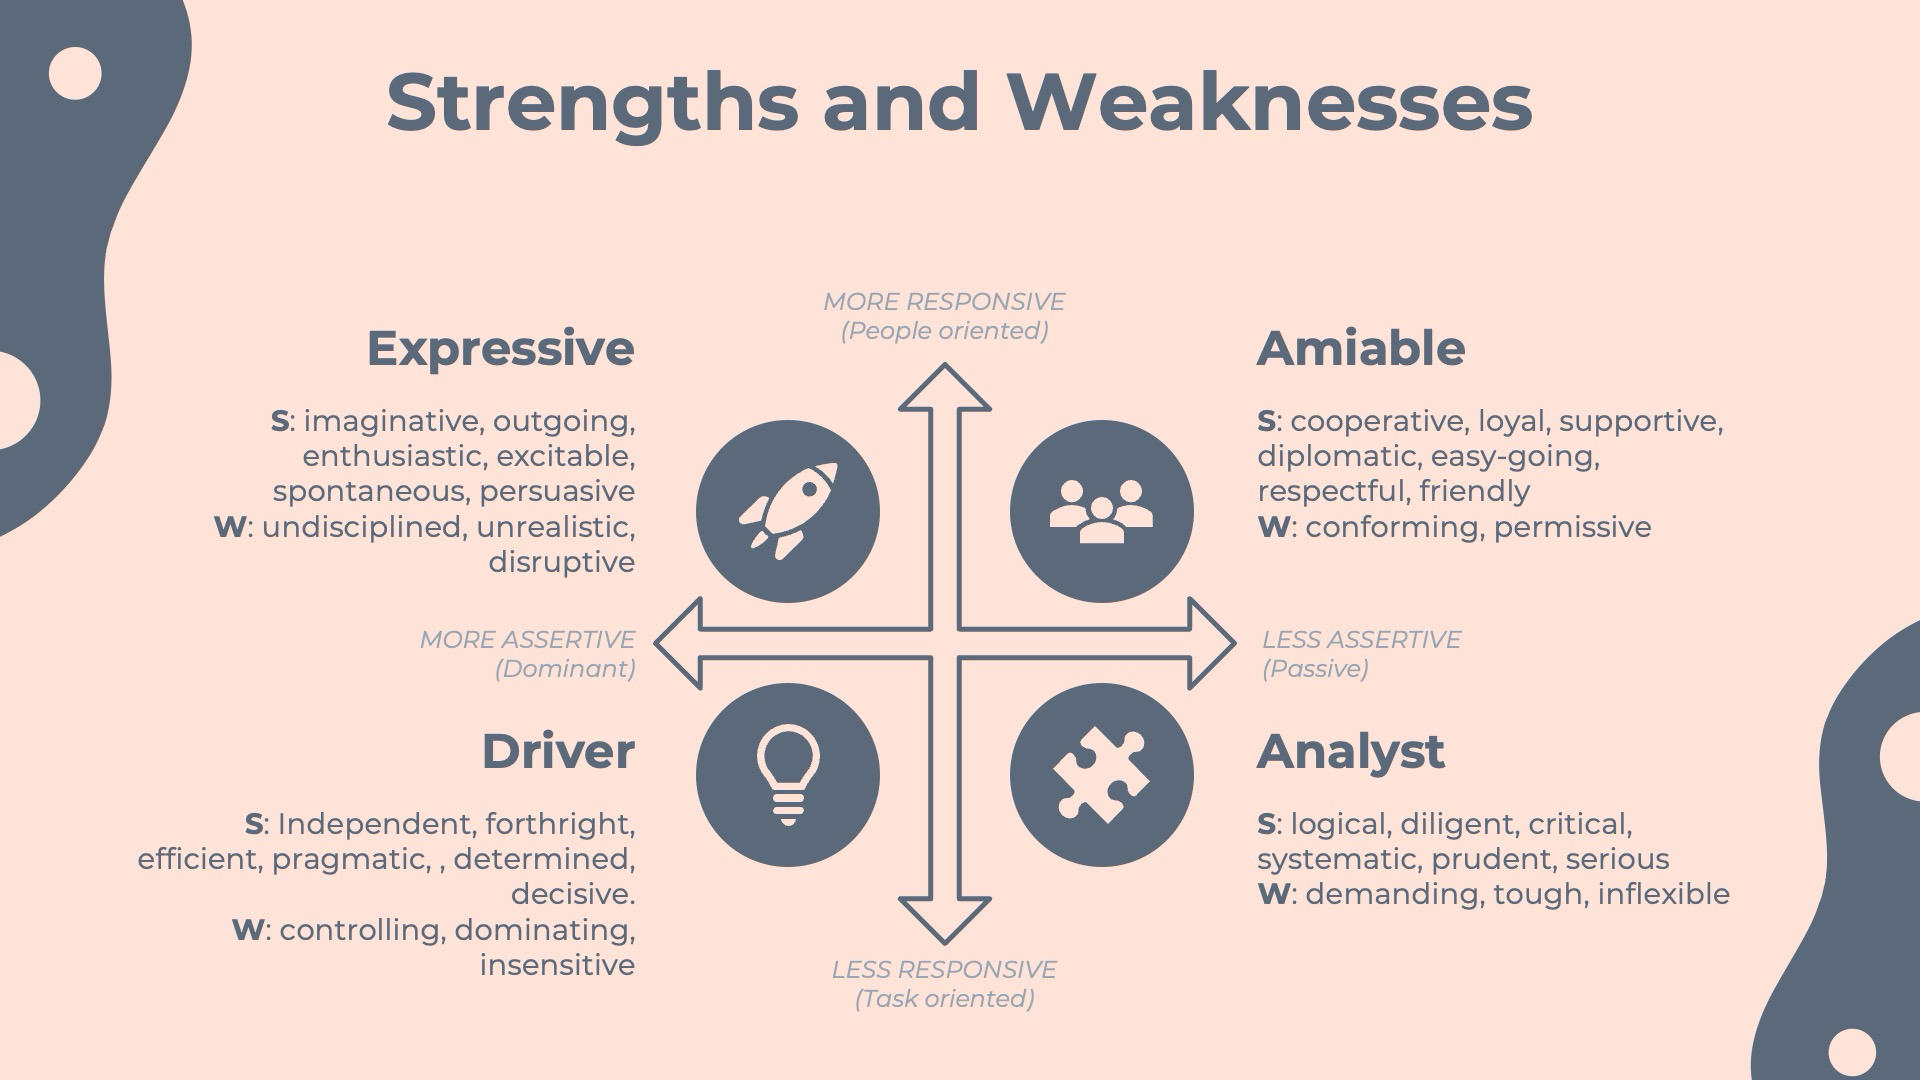 Strengths and Weaknesses
MORE RESPONSIVE
(People oriented)
Expressive
S: imaginative, outgoing,
enthusiastic, excitable,
spontaneous, persuasive
W: undisciplined, unrealistic,
disruptive
Amiable
S: cooperative, loyal, supportive,
diplomatic, easy-going,
respectful, friendly
W: conforming, permissive
MORE ASSERTIVE
(Dominant)
LESS ASSERTIVE
(Passive)
Driver
S: Independent, forthright,
efficient, pragmatic, , determined,
decisive.
W: controlling, dominating,
insensitive
Analyst
S: logical, diligent, critical,
systematic, prudent, serious
W: demanding, tough, inflexible
LESS RESPONSIVE
(Task oriented)